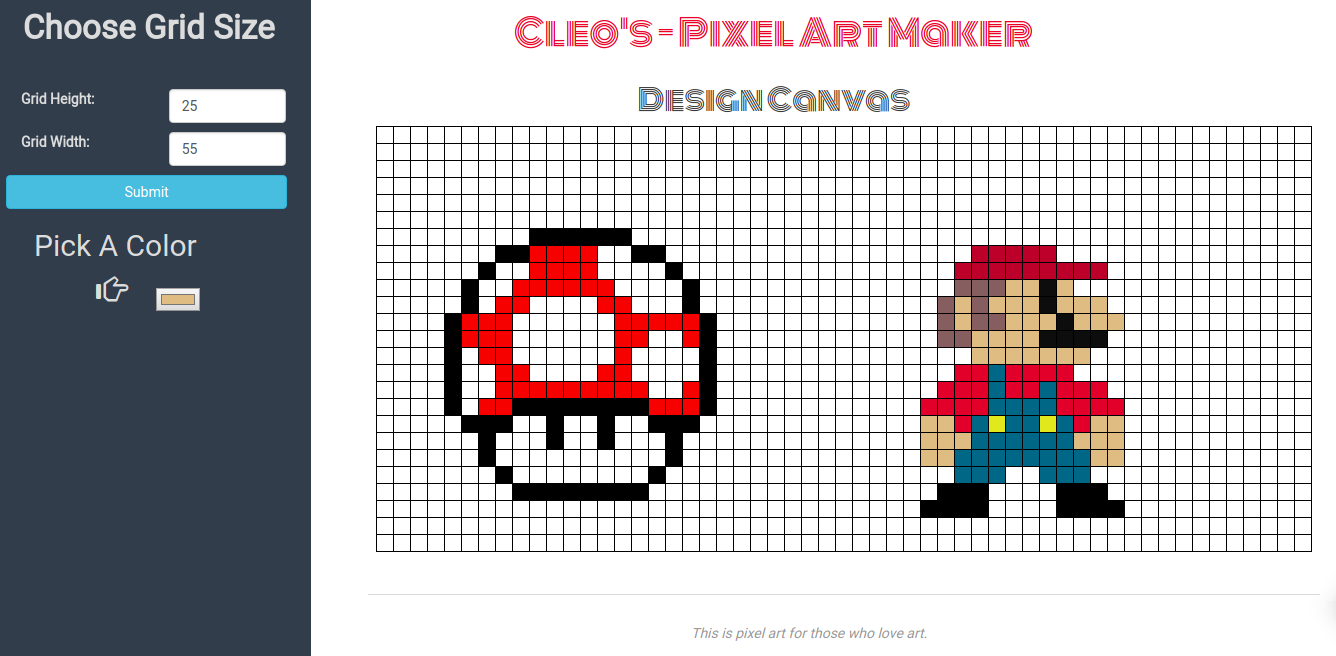 Choose Grid Size
Grid Height:
25
Grid Width:
55
Submit
Pick A Color
Cleo's - Pixel Art Maker
Design Canvas
This is pixel art for those who love art.